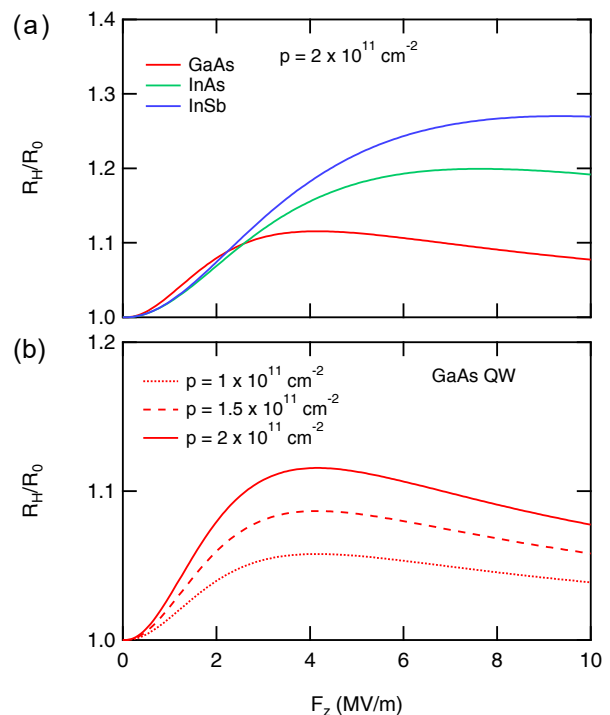 (a)
1.4
1.3
1.2
1.1
1.0
R_H/R_0
GaAs
InAs
InSb
p = 2 x 10^11 cm^-2
(b)
1.2
1.1
1.0
R_H/R_0
p = 1 x 10^11 cm^-2
p = 1.5 x 10^11 cm^-2
p = 2 x 10^11 cm^-2
GaAs QW
0 2 4 6 8 10
F_z (MV/m)